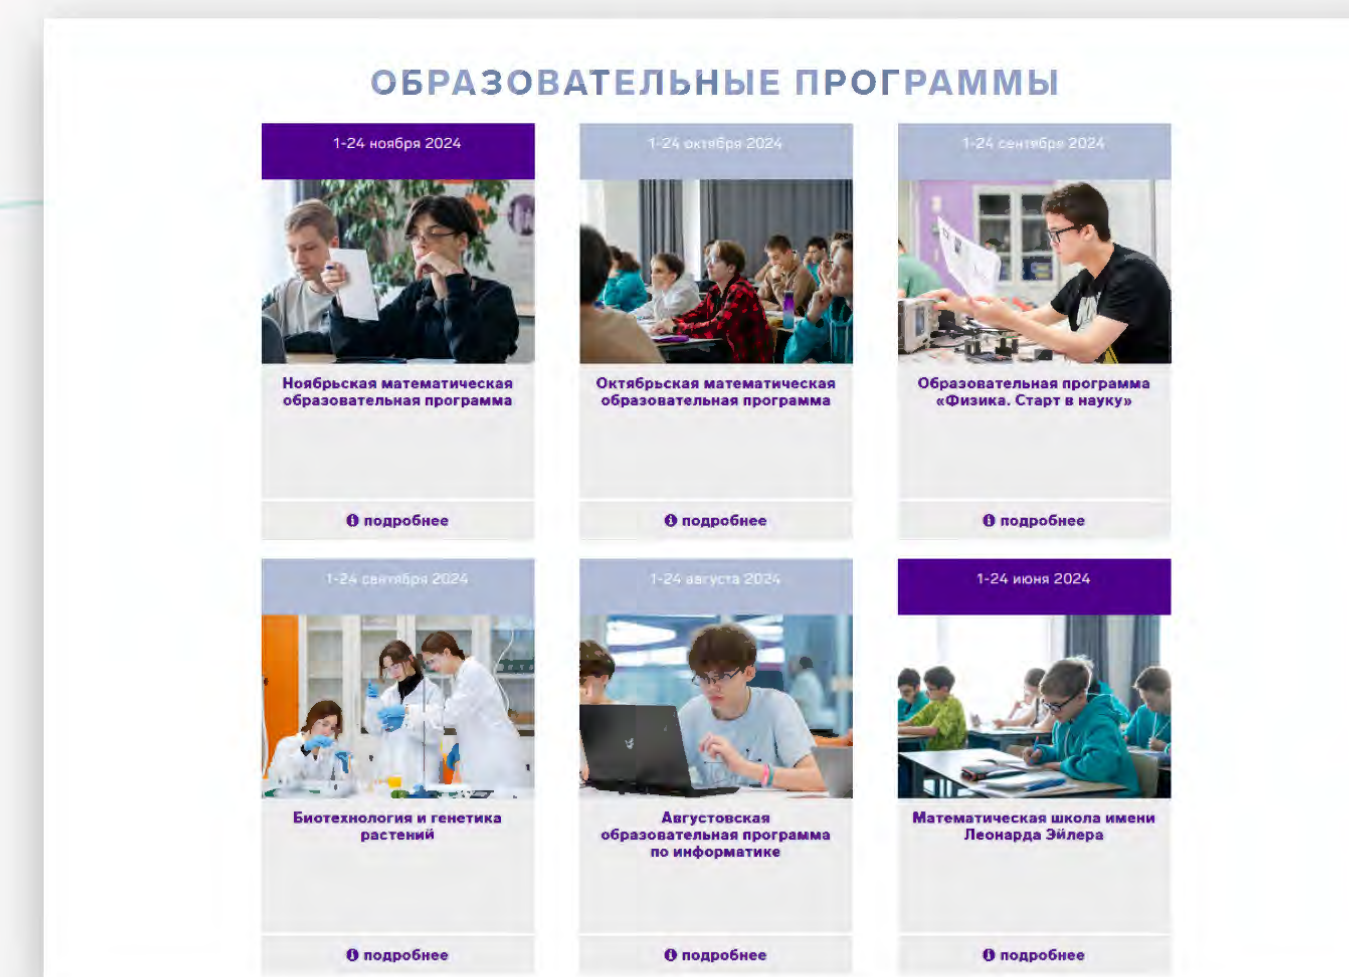 ОБРАЗОВАТЕЛЬНЫЕ ПРОГРАММЫ
1-24 ноября 2024
Ноябрьская математическая
образовательная программа
подробнее
1-24 октября 2024
Октябрьская математическая
образовательная программа
подробнее
1-24 сентября 2024
Образовательная программа
«Физика. Старт в науку»
подробнее
1-24 сентября 2024
Биотехнология и генетика
растений
подробнее
1-24 августа 2024
Августовская
образовательная программа
по информатике
подробнее
1-24 июня 2024
Математическая школа имени
Леонарда Эйлера
подробнее